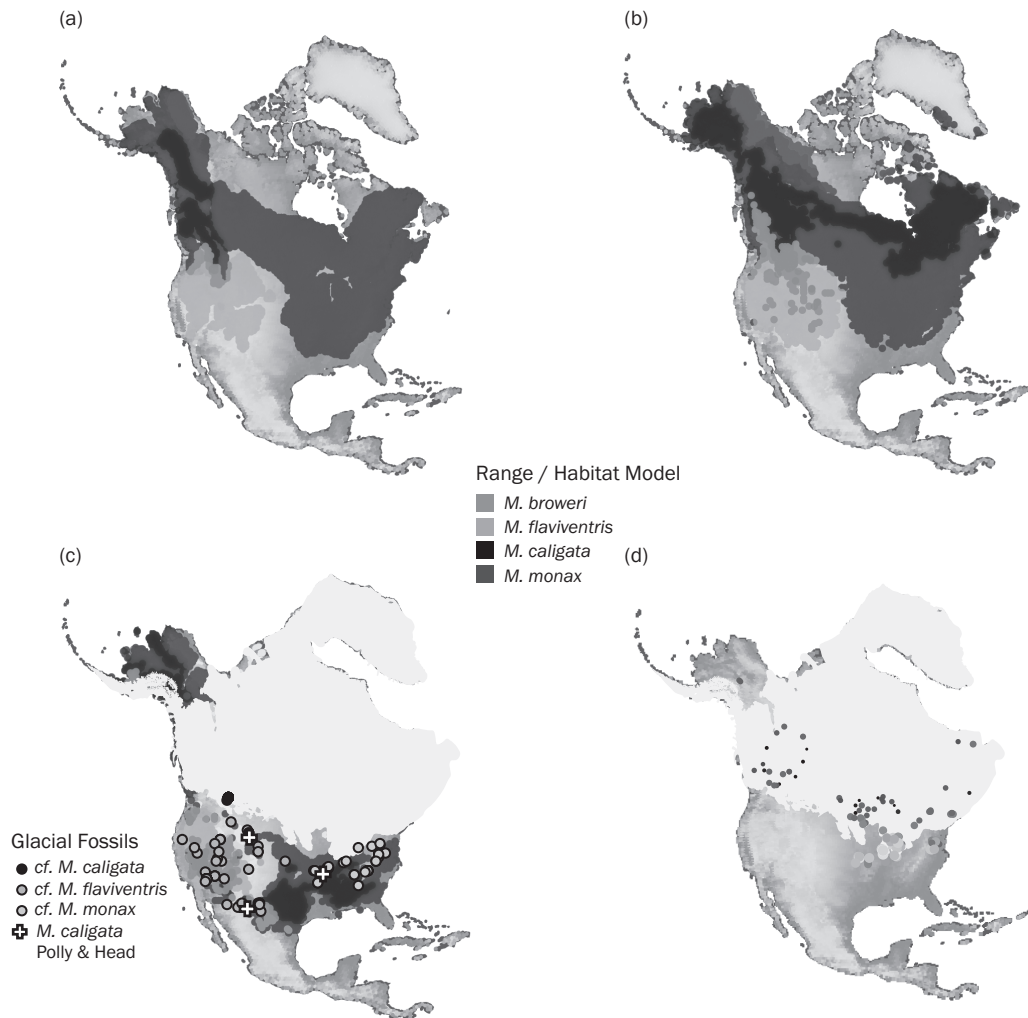 (a)
(b)
Range / Habitat Model
M. broweri
M. flaviventris
M. caligata
M. monax
(c)
(d)
Glacial Fossils
cf. M. caligata
cf. M. flaviventris
cf. M. monax
M. caligata
Polly & Head